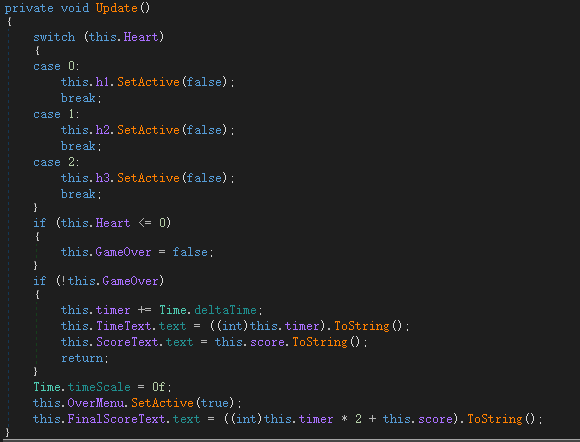 private void Update()
{
switch (this.Heart)
{
case 0:
this.h1.SetActive(false);
break;
case 1:
this.h2.SetActive(false);
break;
case 2:
this.h3.SetActive(false);
break;
}
if (this.Heart <= 0)
{
this.GameOver = false;
}
if (!this.GameOver)
{
this.timer += Time.deltaTime;
this.TimeText.text = ((int)this.timer).ToString();
this.ScoreText.text = this.score.ToString();
return;
}
Time.timeScale = 0f;
this.OverMenu.SetActive(true);
this.FinalScoreText.text = ((int)this.timer * 2 + this.score).ToString();
}